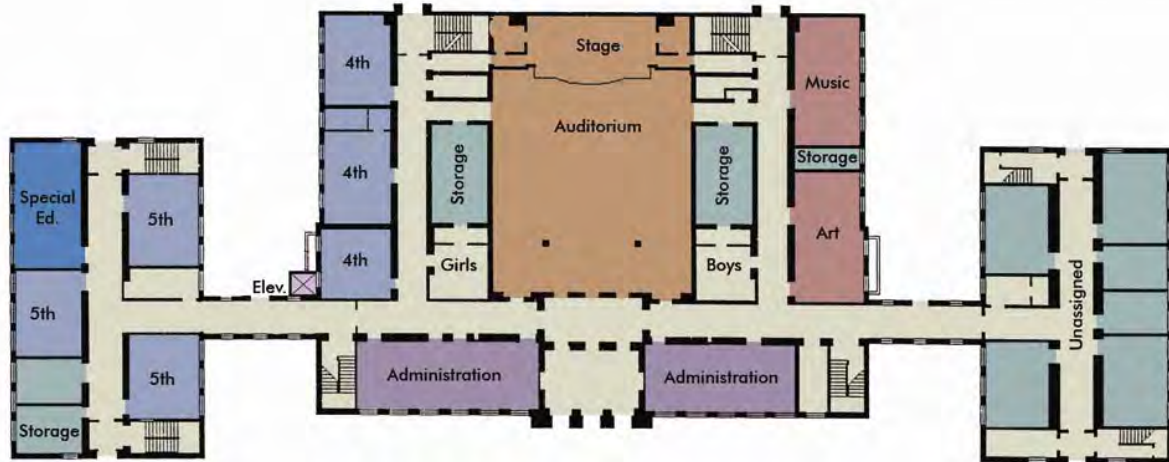 Stage
4th
Music
Auditorium
Storage
Storage
Storage
4th
Special
Ed.
5th
Art
4th
Girls
Boys
Elev.
5th
Unassigned
5th
Administration
Administration
Storage